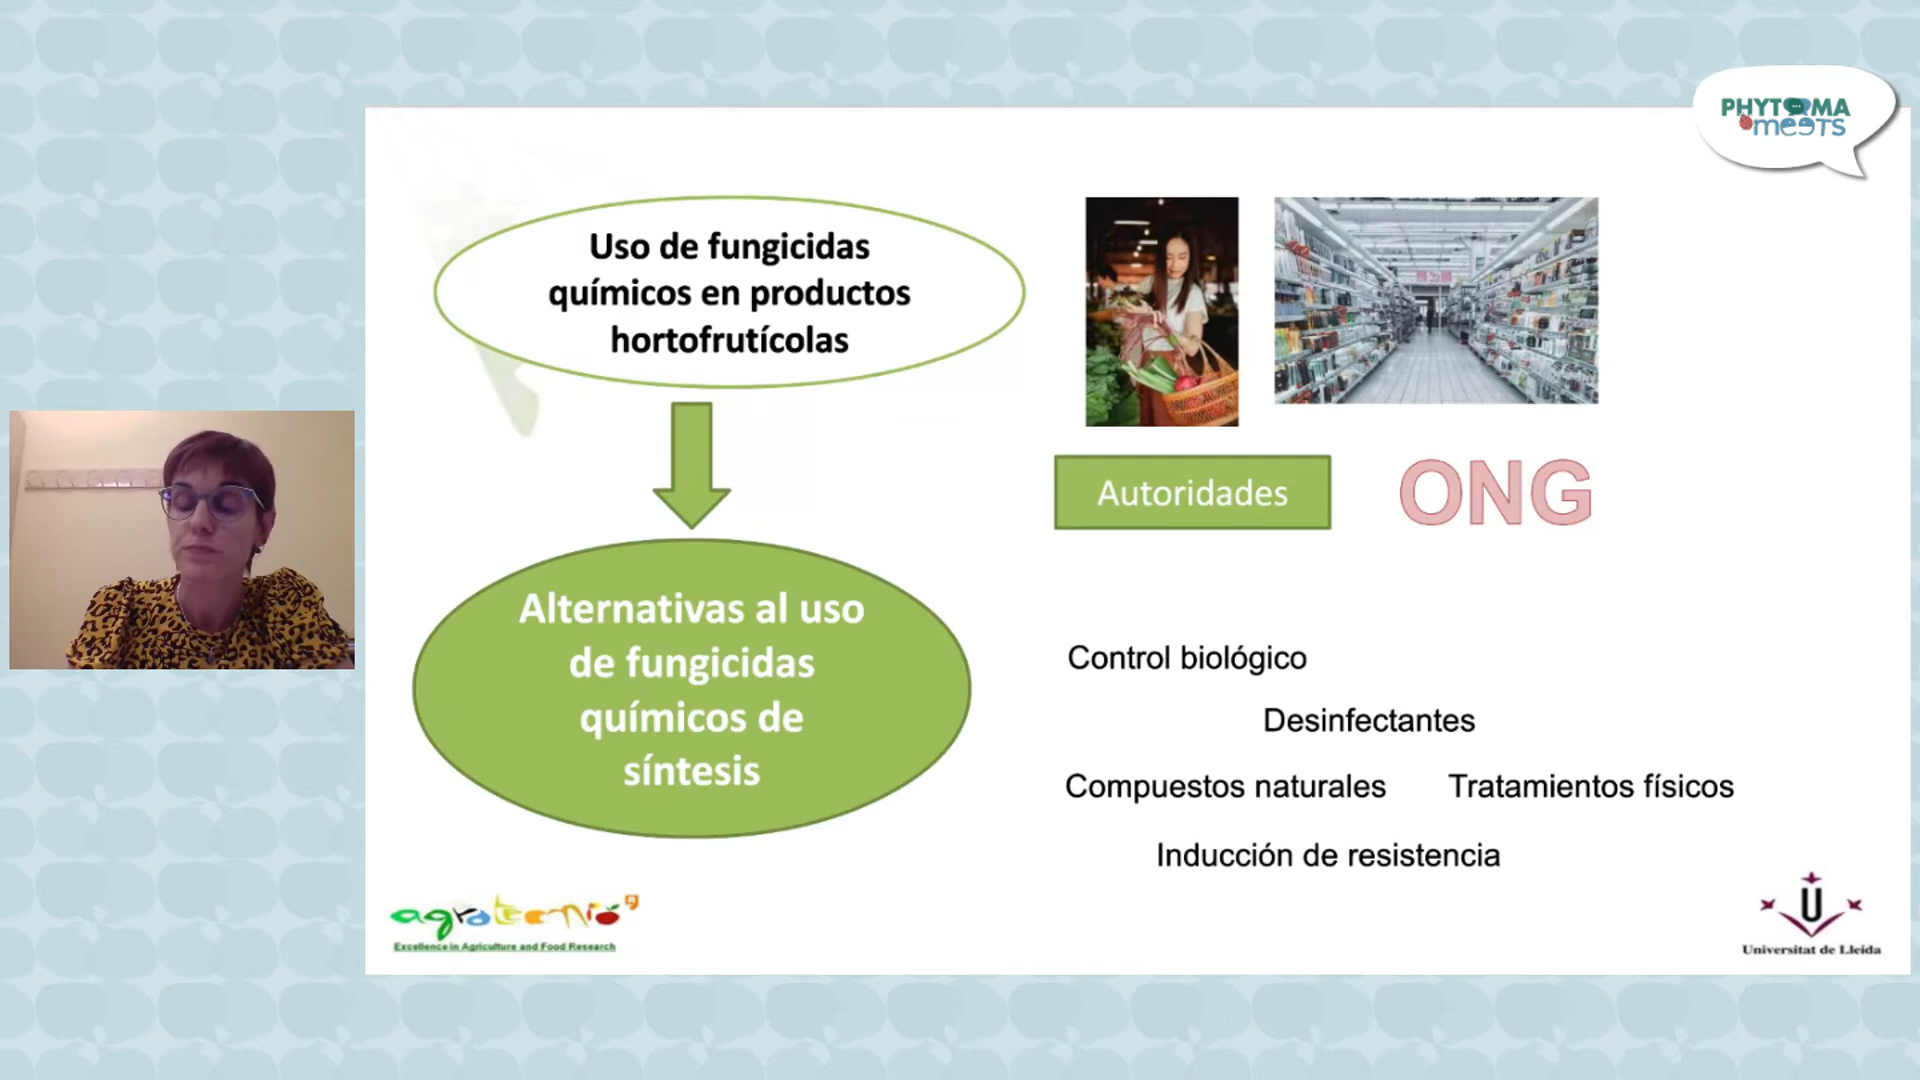 PHYTOMA
meets
Uso de fungicidas
químicos en productos
hortofrutícolas
Autoridades
ONG
Alternativas al uso
de fungicidas
químicos de
síntesis
Control biológico
Desinfectantes
Compuestos naturales
Tratamientos físicos
Inducción de resistencia
agrotecnio
Excellence in Agriculture and Food Research
U
Universitat de Lleida